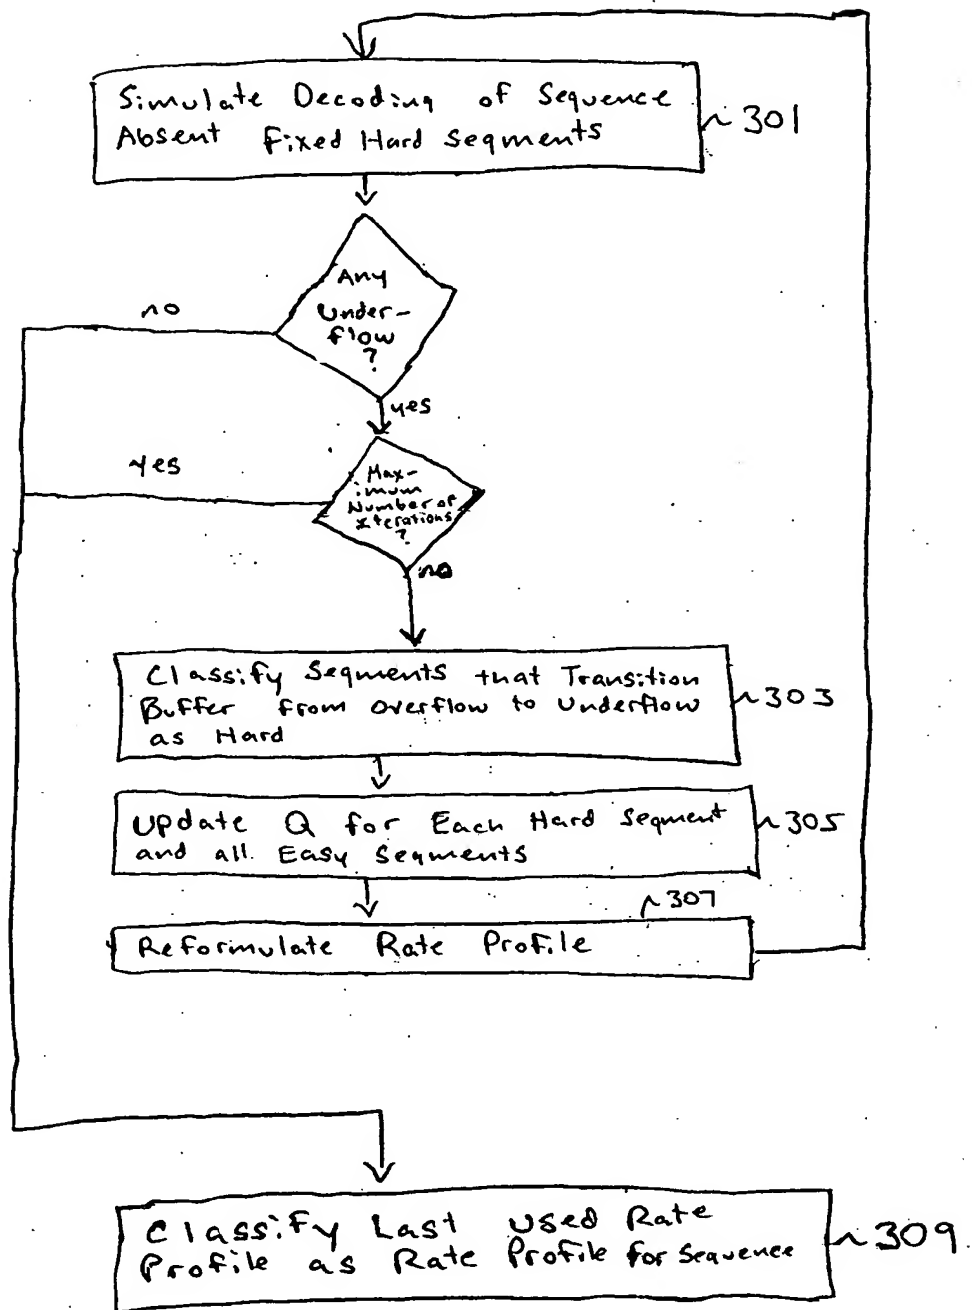 Simulate Decoding of Sequence
Absent Fixed Hard Segments
~ 301
Any
Under-
flow
?
no
yes
Max-
imum
Number of
Iterations
?
yes
no
Classify Segments that Transition
Buffer from Overflow to Underflow
as Hard
~ 303
Update Q for Each Hard Segment
and all Easy Segments
~ 305
~ 307
Reformulate Rate Profile
Classify Last Used Rate
Profile as Rate Profile for Sequence
~ 309